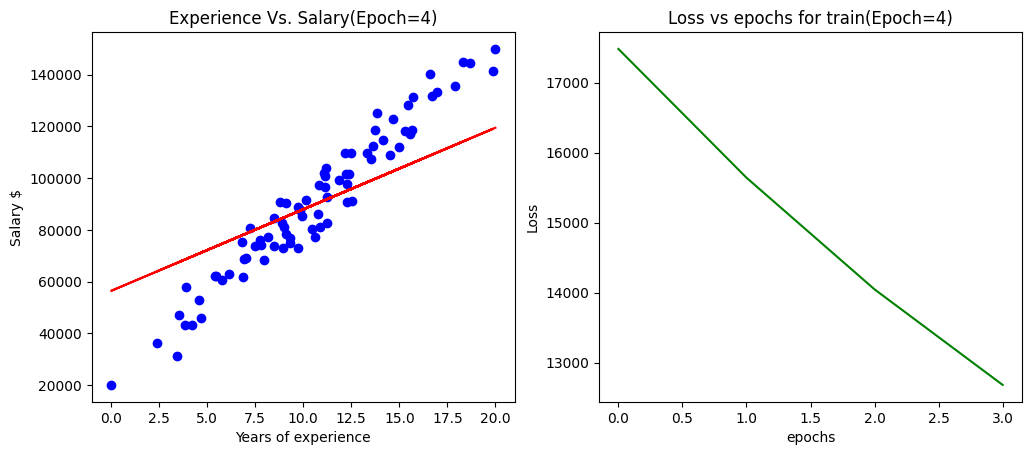 Experience Vs. Salary(Epoch=4)
Salary $
140000
120000
100000
80000
60000
40000
20000
0.0 2.5 5.0 7.5 10.0 12.5 15.0 17.5 20.0
Years of experience
Loss vs epochs for train(Epoch=4)
Loss
17000
16000
15000
14000
13000
0.0 0.5 1.0 1.5 2.0 2.5 3.0
epochs